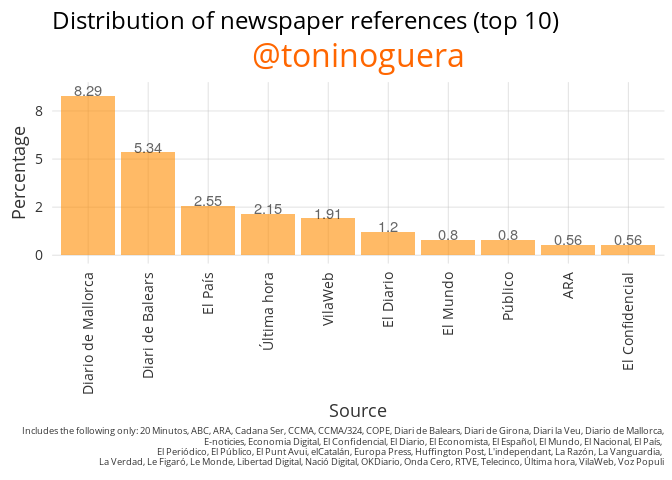 Distribution of newspaper references (top 10)
@toninoguera
Percentage
8
5
2
0
8.29
5.34
2.55
2.15
1.91
1.2
0.8
0.8
0.56
0.56
Diario de Mallorca
Diari de Balears
El País
Última hora
VilaWeb
El Diario
El Mundo
Público
ARA
El Confidencial
Source
Includes the following only: 20 Minutos, ABC, ARA, Cadana Ser, CCMA, CCMA/324, COPE, Diari de Balears, Diari de Girona, Diari la Veu, Diario de Mallorca,
E-noticies, Economia Digital, El Confidencial, El Diario, El Economista, El Español, El Mundo, El Nacional, El País,
El Periódico, El Público, El Punt Avui, elCatalán, Europa Press, Huffington Post, L'independant, La Razón, La Vanguardia,
La Verdad, Le Figaró, Le Monde, Libertad Digital, Nació Digital, OKDiario, Onda Cero, RTVE, Telecinco, Última hora, VilaWeb, Voz Populi